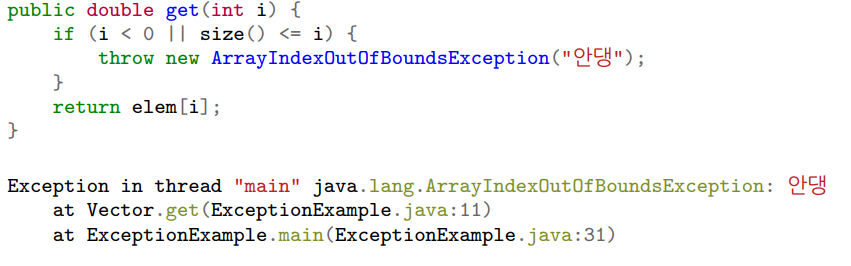 public double get(int i) {
    if (i < 0 || size() <= i) {
        throw new ArrayIndexOutOfBoundsException("안댕");
    }
    return elem[i];
}
Exception in thread "main" java.lang.ArrayIndexOutOfBoundsException: 안댕
    at Vector.get(ExceptionExample.java:11)
    at ExceptionExample.main(ExceptionExample.java:31)